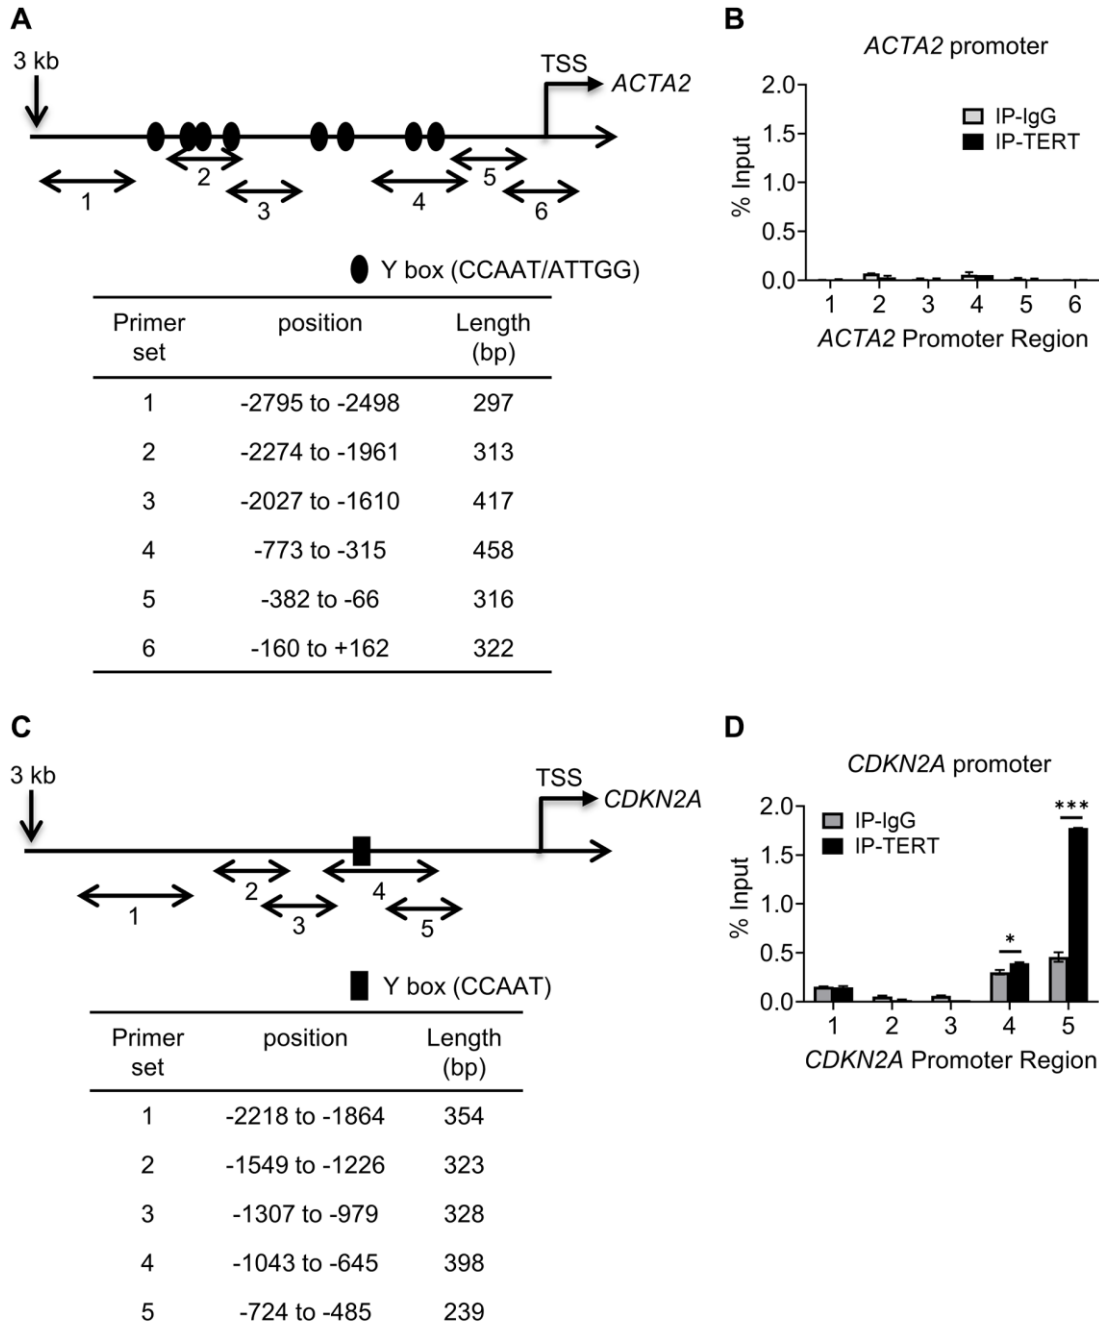 A
3 kb
TSS
ACTA2
2
5
1
3
4
6
Y box (CCAAT/ATTGG)
Primer set
position
Length (bp)
1 -2795 to -2498 297
2 -2274 to -1961 313
3 -2027 to -1610 417
4 -773 to -315 458
5 -382 to -66 316
6 -160 to +162 322
B
ACTA2 promoter
2.0
1.5
1.0
0.5
0.0
% Input
IP-IgG
IP-TERT
1 2 3 4 5 6
ACTA2 Promoter Region
C
3 kb
TSS
CDKN2A
2
4
1
3
5
Y box (CCAAT)
Primer set
position
Length (bp)
1 -2218 to -1864 354
2 -1549 to -1226 323
3 -1307 to -979 328
4 -1043 to -645 398
5 -724 to -485 239
D
CDKN2A promoter
2.0
1.5
1.0
0.5
0.0
% Input
IP-IgG
IP-TERT
***
*
1 2 3 4 5
CDKN2A Promoter Region